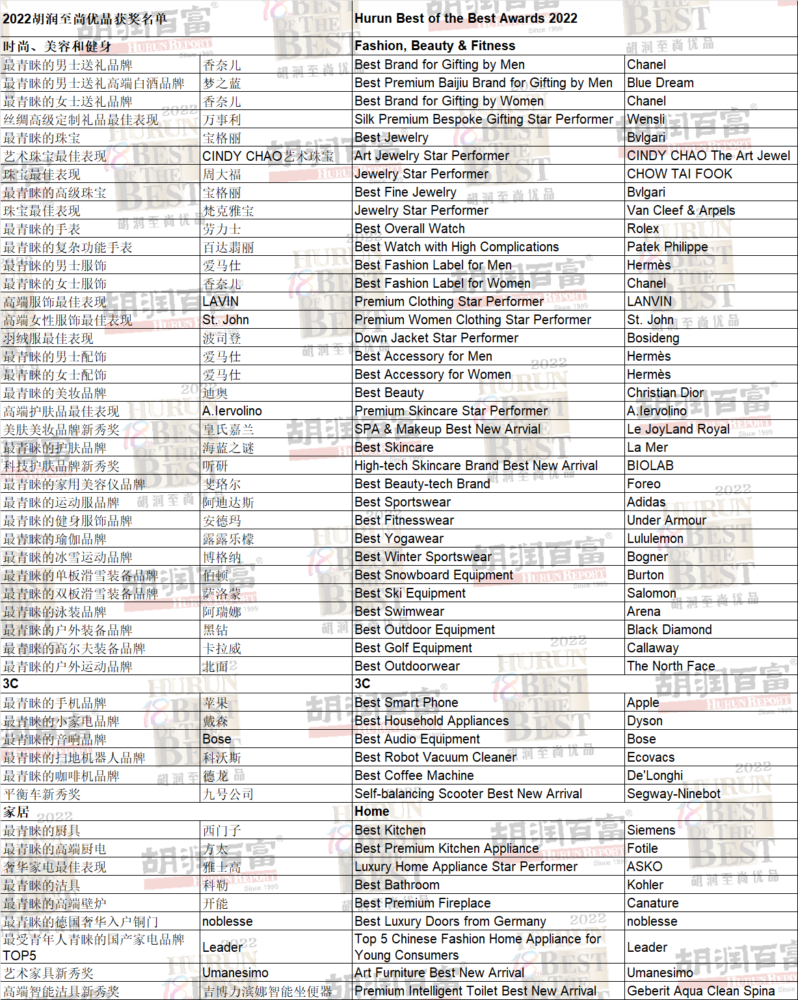 2022胡润至尚优品获奖名单 Hurun Best of the Best Awards 2022
时尚、美容和健身 Fashion, Beauty & Fitness
最青睐的男士送礼品牌 香奈儿 Best Brand for Gifting by Men Chanel
最青睐的男士送礼高端白酒品牌 梦之蓝 Best Premium Baijiu Brand for Gifting by Men Blue Dream
最青睐的女士送礼品牌 香奈儿 Best Brand for Gifting by Women Chanel
丝绸高级定制礼品最佳表现 万事利 Silk Premium Bespoke Gifting Star Performer Wensli
最青睐的珠宝 宝格丽 Best Jewelry Bvlgari
艺术珠宝最佳表现 CINDY CHAO艺术珠宝 Art Jewelry Star Performer CINDY CHAO The Art Jewel
珠宝最佳表现 周大福 Jewelry Star Performer CHOW TAI FOOK
最青睐的高级珠宝 宝格丽 Best Fine Jewelry Bvlgari
珠宝最佳表现 梵克雅宝 Jewelry Star Performer Van Cleef & Arpels
最青睐的手表 劳力士 Best Overall Watch Rolex
最青睐的复杂功能手表 百达翡丽 Best Watch with High Complications Patek Philippe
最青睐的男士服饰 爱马仕 Best Fashion Label for Men Hermès
最青睐的女士服饰 香奈儿 Best Fashion Label for Women Chanel
高端服饰最佳表现 LAVIN Premium Clothing Star Performer LANVIN
高端女性服饰最佳表现 St. John Premium Women Clothing Star Performer St. John
羽绒服最佳表现 波司登 Down Jacket Star Performer Bosideng
最青睐的男士配饰 爱马仕 Best Accessory for Men Hermès
最青睐的女士配饰 爱马仕 Best Accessory for Women Hermès
最青睐的美妆品牌 迪奥 Best Beauty Christian Dior
高端护肤品最佳表现 A.Iervolino Premium Skincare Star Performer A.Iervolino
美肤美妆品牌新秀奖 皇氏嘉兰 SPA & Makeup Best New Arrvial Le JoyLand Royal
最青睐的护肤品牌 海蓝之谜 Best Skincare La Mer
科技护肤品牌新秀奖 听研 High-tech Skincare Brand Best New Arrival BIOLAB
最青睐的家用美容仪品牌 斐珞尔 Best Beauty-tech Brand Foreo
最青睐的运动服品牌 阿迪达斯 Best Sportswear Adidas
最青睐的健身服饰品牌 安德玛 Best Fitnesswear Under Armour
最青睐的瑜伽品牌 露露乐檬 Best Yogawear Lululemon
最青睐的冰雪运动品牌 博格纳 Best Winter Sportswear Bogner
最青睐的单板滑雪装备品牌 伯顿 Best Snowboard Equipment Burton
最青睐的双板滑雪装备品牌 萨洛蒙 Best Ski Equipment Salomon
最青睐的泳装品牌 阿瑞娜 Best Swimwear Arena
最青睐的户外装备品牌 黑钻 Best Outdoor Equipment Black Diamond
最青睐的高尔夫装备品牌 卡拉威 Best Golf Equipment Callaway
最青睐的户外运动品牌 北面 Best Outdoorwear The North Face
3C 3C
最青睐的手机品牌 苹果 Best Smart Phone Apple
最青睐的小家电品牌 戴森 Best Household Appliances Dyson
最青睐的音响品牌 Bose Best Audio Equipment Bose
最青睐的扫地机器人品牌 科沃斯 Best Robot Vacuum Cleaner Ecovacs
最青睐的咖啡机品牌 德龙 Best Coffee Machine De'Longhi
平衡车新秀奖 九号公司 Self-balancing Scooter Best New Arrival Segway-Ninebot
家居 Home
最青睐的厨具 西门子 Best Kitchen Siemens
最青睐的高端厨电 方太 Best Premium Kitchen Appliance Fotile
奢华家电最佳表现 雅士高 Luxury Home Appliance Star Performer ASKO
最青睐的洁具 科勒 Best Bathroom Kohler
最青睐的高端壁炉 开能 Best Premium Fireplace Canature
最青睐的德国奢华入户铜门 noblesse Best Luxury Doors from Germany noblesse
最受青年人青睐的国产家电品牌
TOP5 Leader Top 5 Chinese Fashion Home Appliance for
Young Consumers Leader
艺术家具新秀奖 Umanesimo Art Furniture Best New Arrival Umanesimo
高端智能洁具新秀奖 吉博力滨娜智能坐便器 Premium Intelligent Toilet Best New Arrival Geberit Aqua Clean Spina